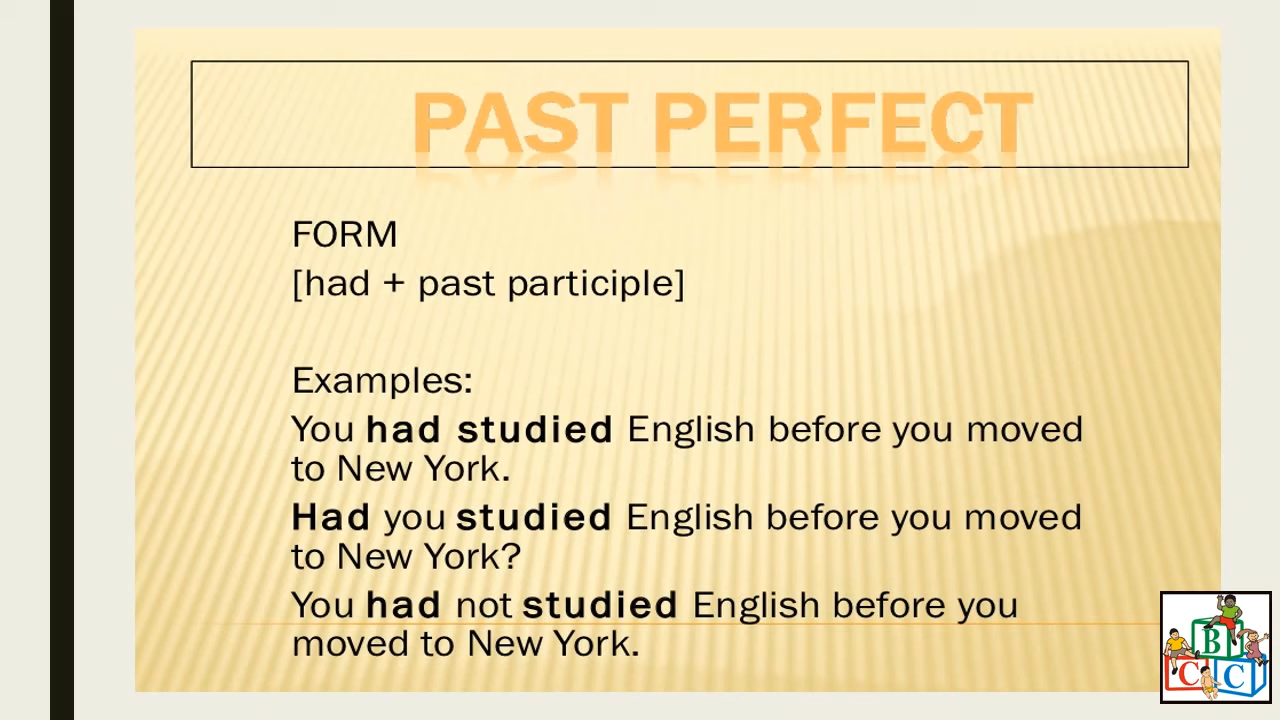 PAST PERFECT
FORM
[had + past participle]
Examples:
You had studied English before you moved
to New York.
Had you studied English before you moved
to New York?
You had not studied English before you
moved to New York.
B
C C